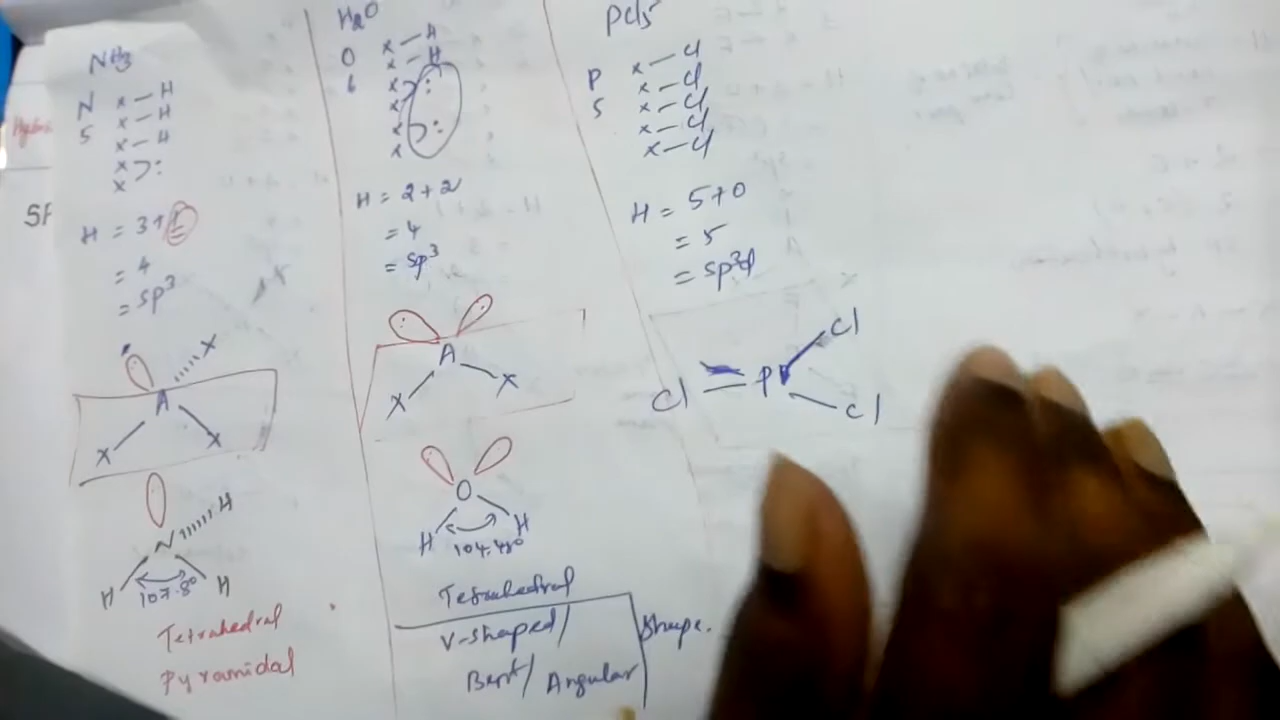 NH3
N x - H
5 x - H
x - H
x
x > :
H = 3+1
= 4
= sp3
X
A
X X
N H
H H
107.8°
Tetrahedral
Pyramidal
H2O
O x - H
6 x - H
x > :
x
x > :
x
H = 2+2
= 4
= sp3
A
X X
O
H H
104.48°
Tetrahedral
V-shaped/
Bent/ Angular
Shape.
PCl5
P x - Cl
5 x - Cl
x - Cl
x - Cl
x - Cl
H = 5+0
= 5
= sp3d
Cl
Cl P
Cl